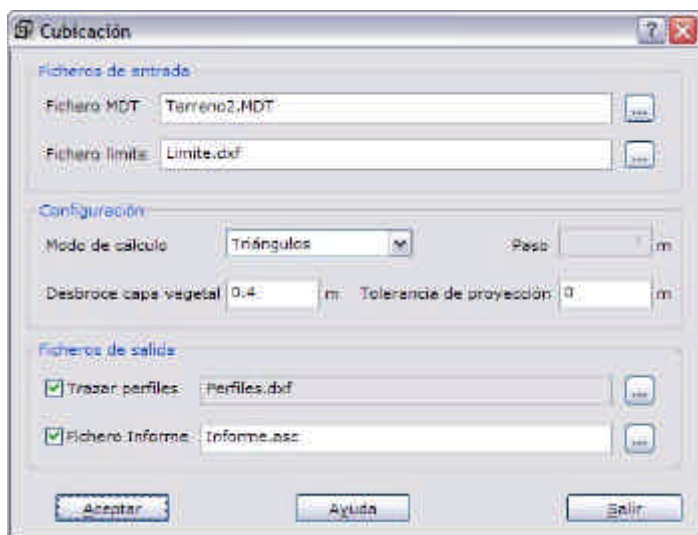 Cubicación
Ficheros de entrada
Fichero MDT Terreno2.MDT ...
Fichero límite Limite.dxf ...
Configuración
Modo de cálculo Triángulos Paso 1 m
Desbroce capa vegetal 0.4 m Tolerancia de proyección 0 m
Ficheros de salida
Trazar perfiles Perfiles.dxf ...
Fichero Informe Informe.asc ...
Aceptar Ayuda Salir